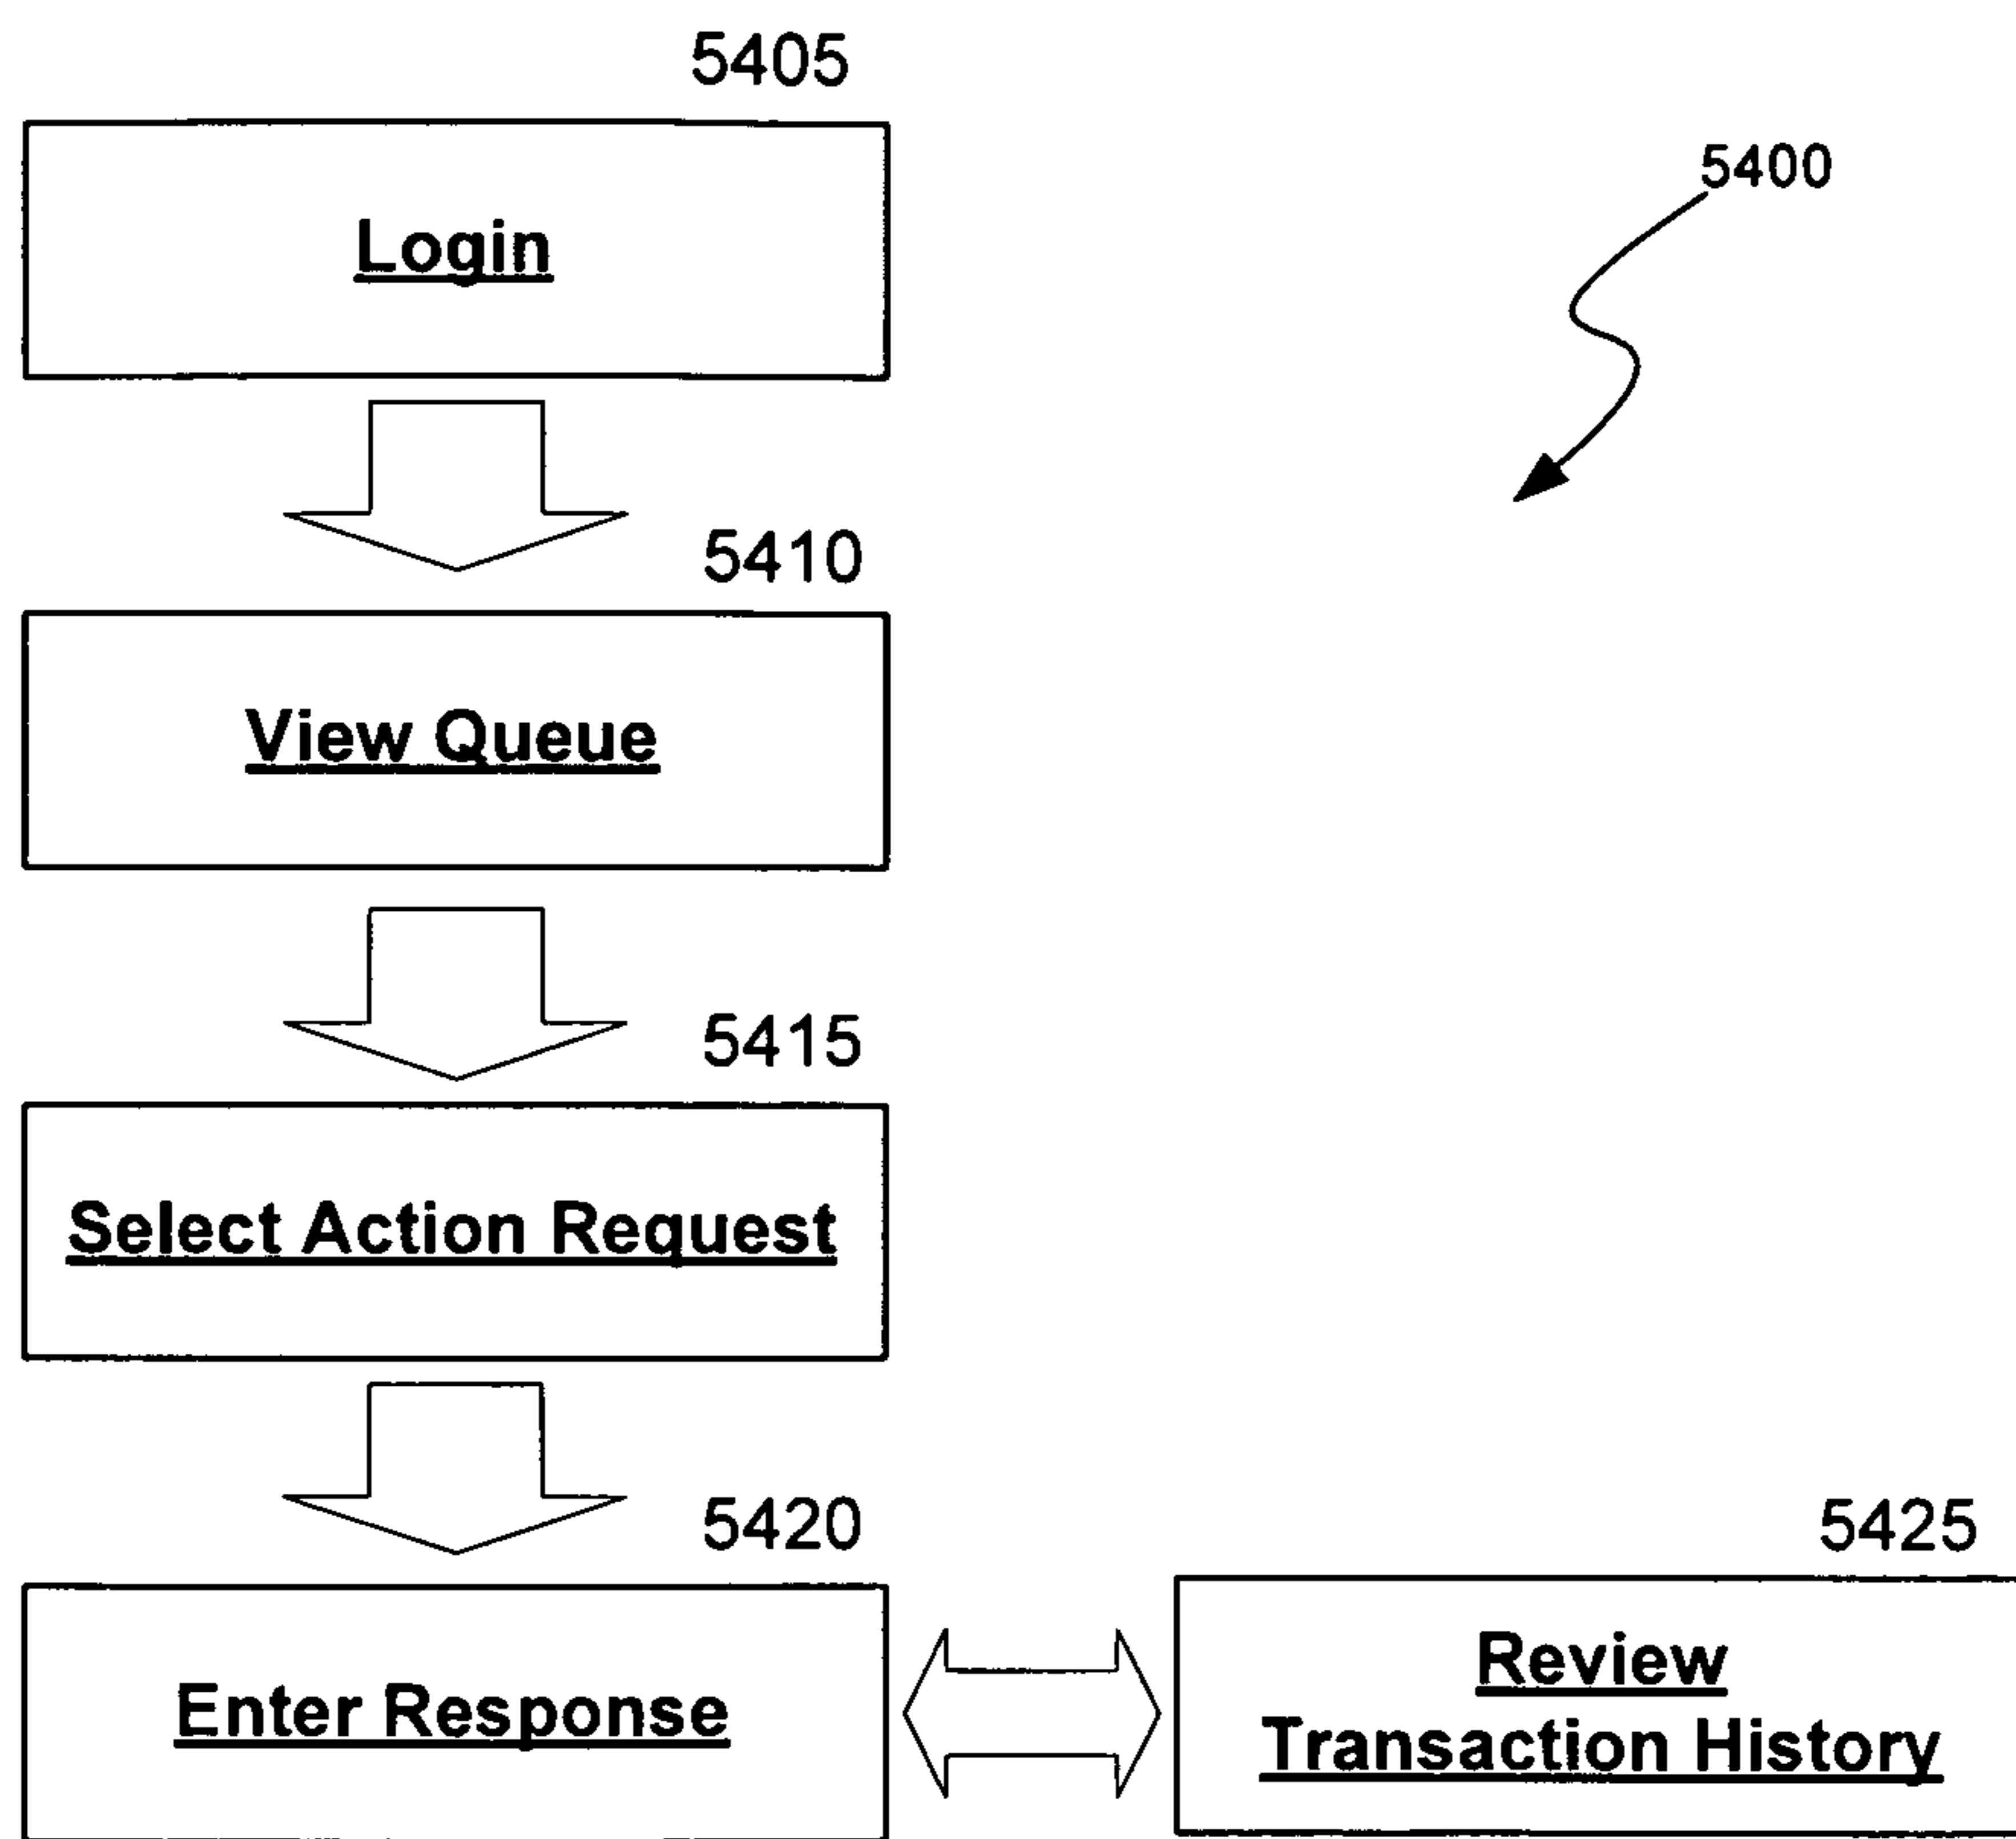 5405
5400
Login
5410
View Queue
5415
Select Action Request
5420
5425
Enter Response
Review
Transaction History